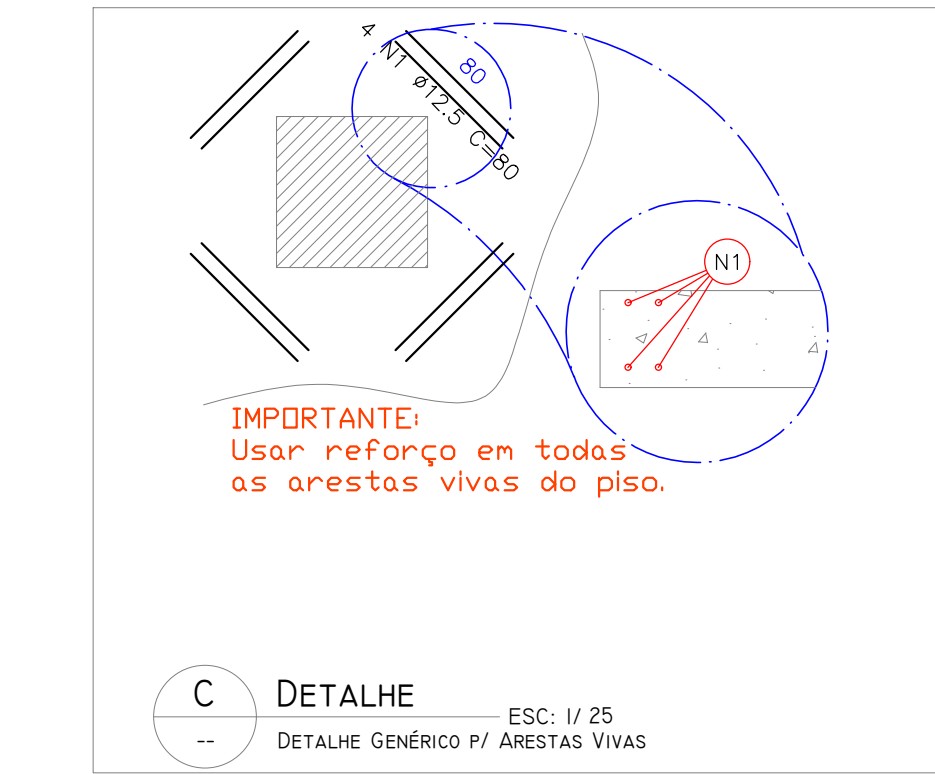 4 N1 ø12.5 C=80
80
N1
IMPORTANTE:
Usar reforço em todas
as arestas vivas do piso.
C
--
DETALHE
ESC: 1/ 25
DETALHE GENÉRICO P/ ARESTAS VIVAS